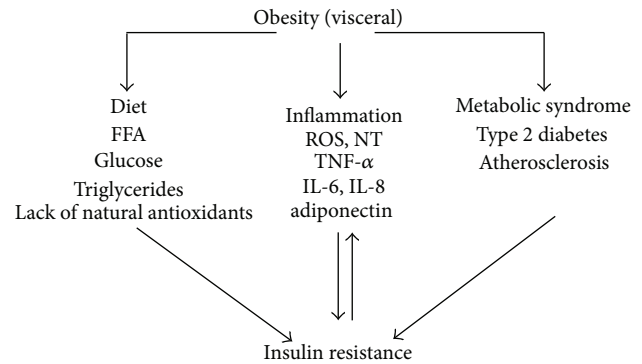 Obesity (visceral)
Diet
FFA
Glucose
Triglycerides
Lack of natural antioxidants
Inflammation
ROS, NT
TNF-α
IL-6, IL-8
adiponectin
Metabolic syndrome
Type 2 diabetes
Atherosclerosis
Insulin resistance